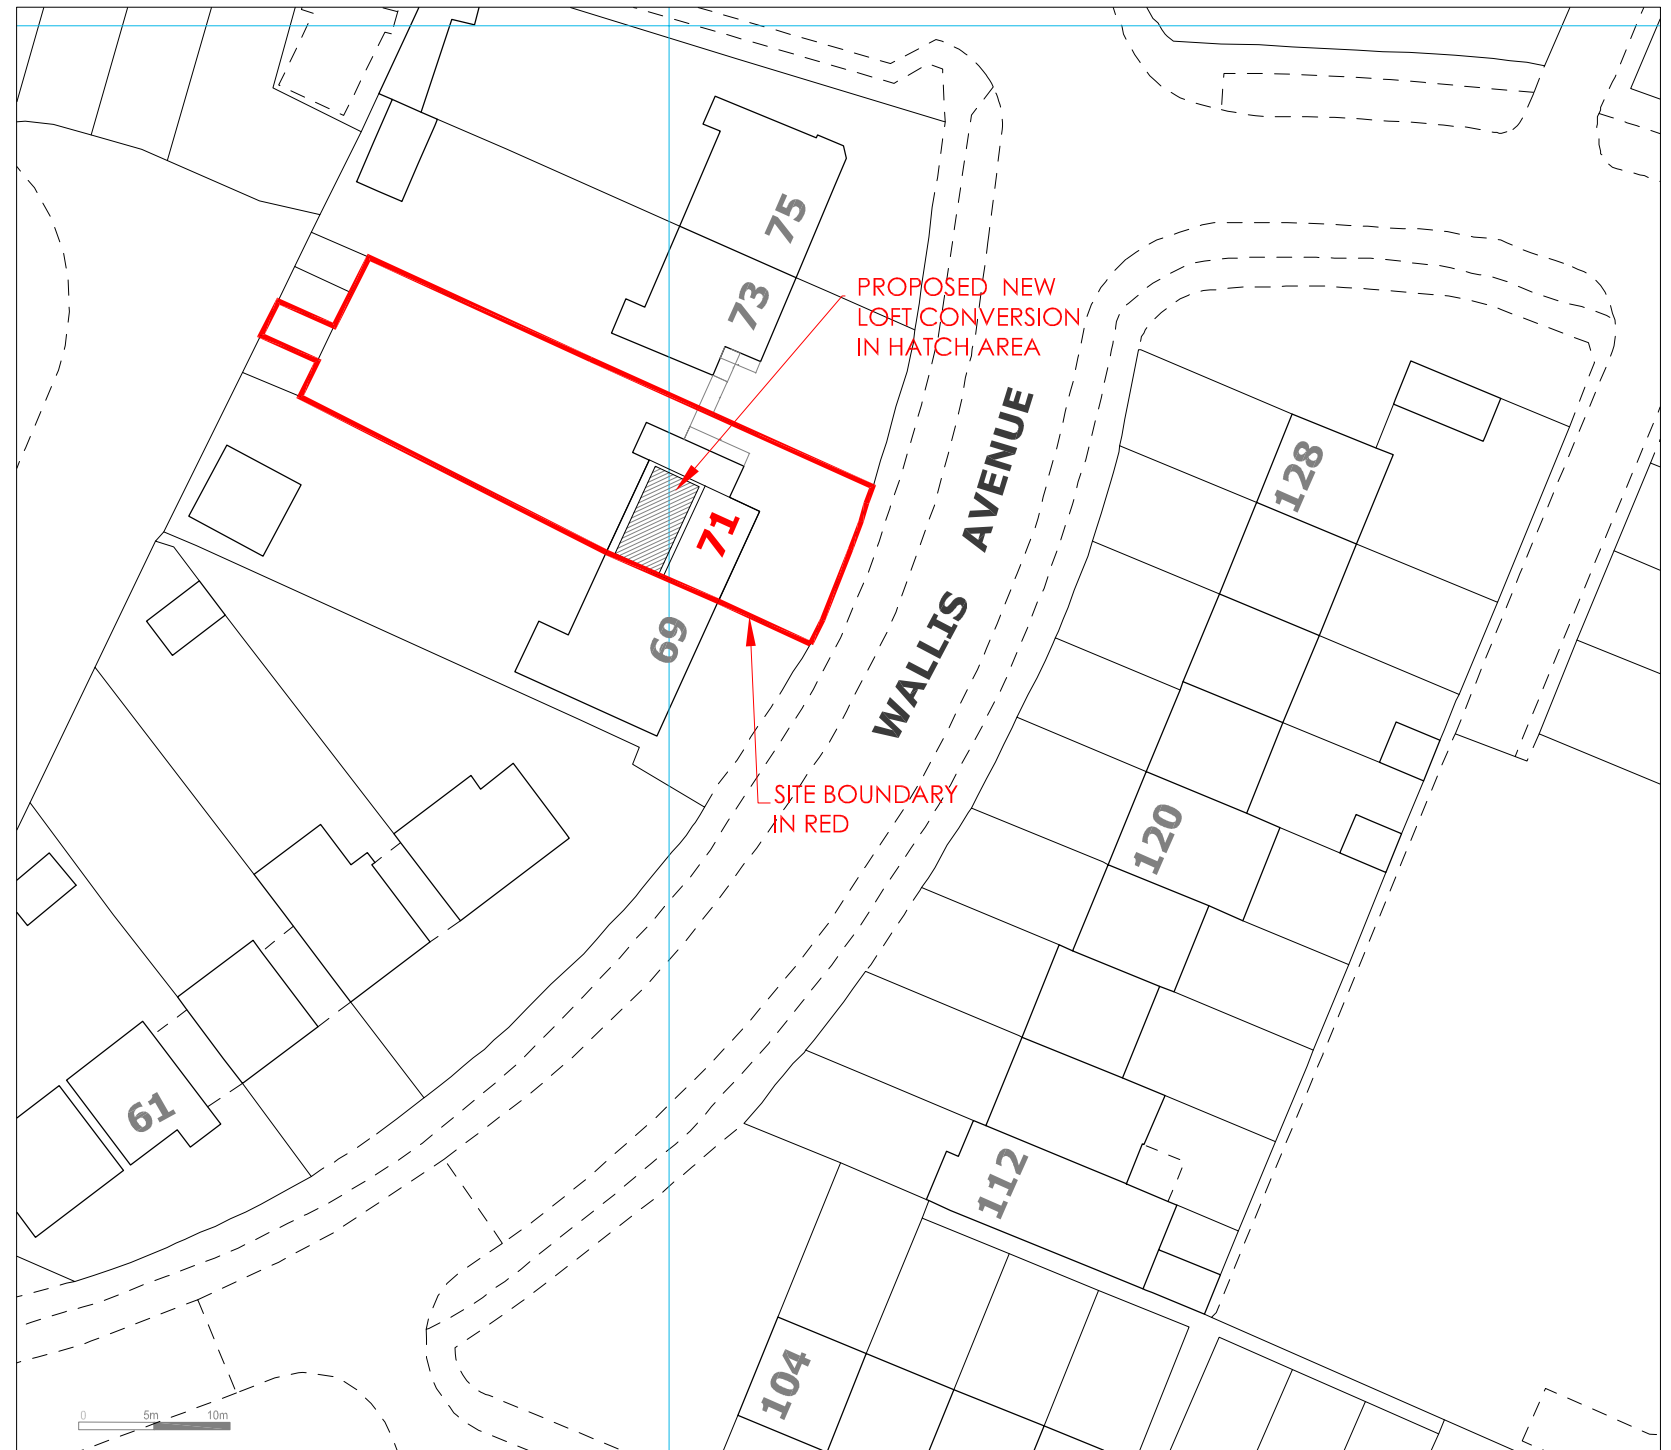 75
73
PROPOSED NEW
LOFT CONVERSION
IN HATCH AREA
WALLIS AVENUE
128
71
69
SITE BOUNDARY
IN RED
120
61
112
104
0 5m 10m